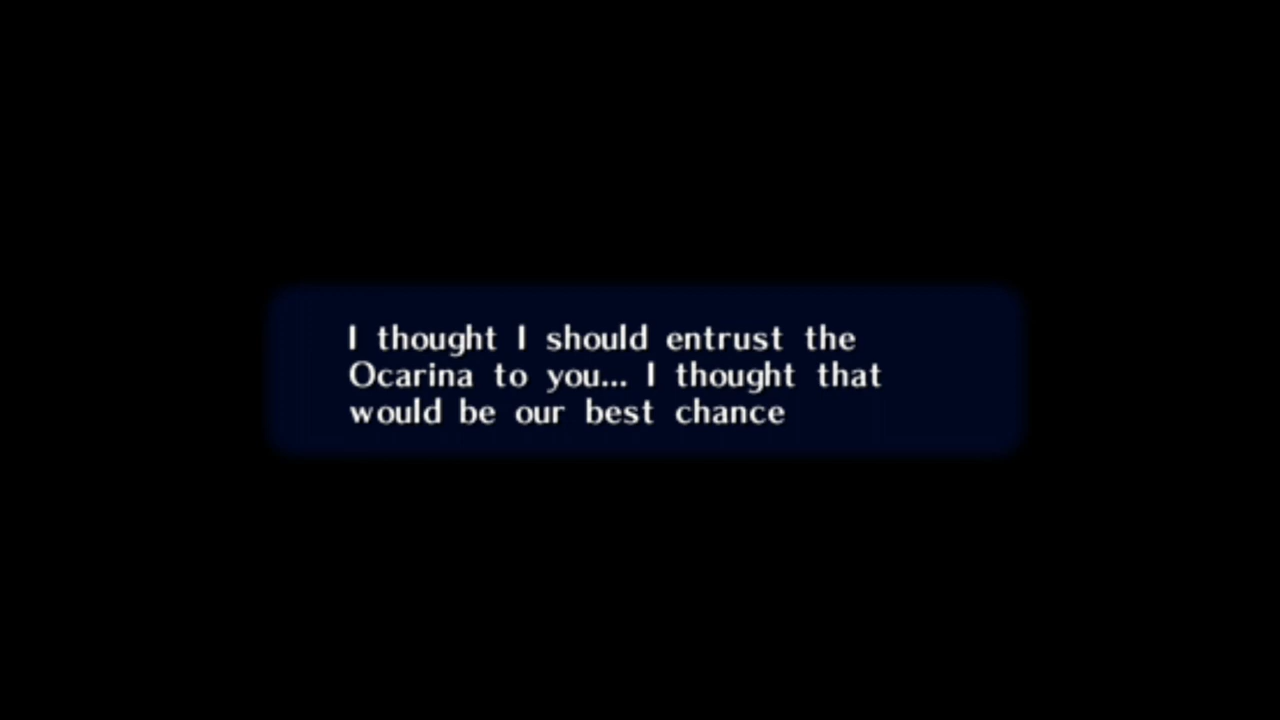 I thought I should entrust the
Ocarina to you... I thought that
would be our best chance